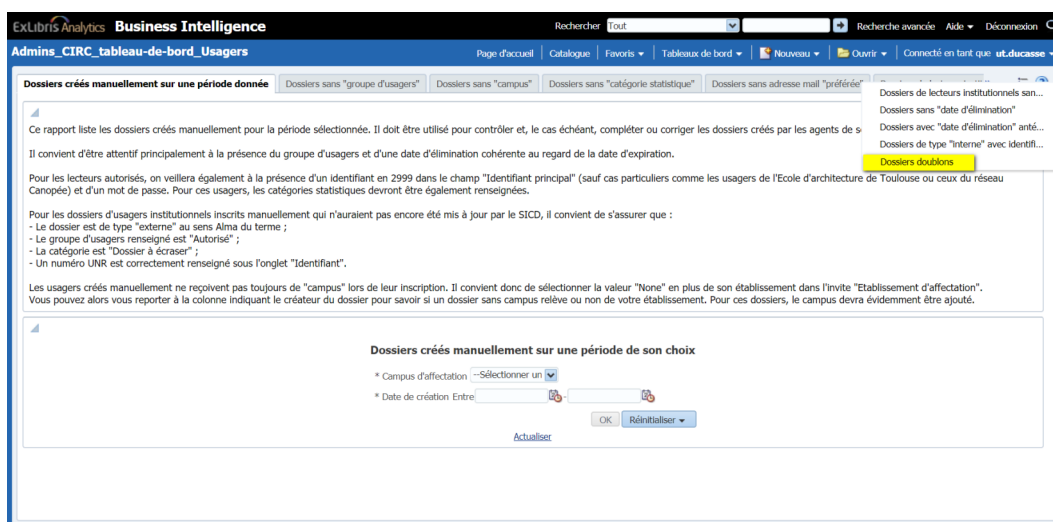 ExLibris Analytics Business Intelligence
Rechercher Tout Recherche avancée Aide Déconnexion
Admins_CIRC_tableau-de-bord_Usagers
Page d'accueil Catalogue Favoris Tableaux de bord Nouveau Ouvrir Connecté en tant que ut.ducasse
Dossiers créés manuellement sur une période donnée Dossiers sans "groupe d'usagers" Dossiers sans "campus" Dossiers sans "catégorie statistique" Dossiers sans adresse mail "préférée"
Dossiers de lecteurs institutionnels san...
Dossiers sans "date d'élimination"
Dossiers avec "date d'élimination" anté...
Dossiers de type "interne" avec identifi...
Dossiers doublons
Ce rapport liste les dossiers créés manuellement pour la période sélectionnée. Il doit être utilisé pour contrôler et, le cas échéant, compléter ou corriger les dossiers créés par les agents de
Il convient d'être attentif principalement à la présence du groupe d'usagers et d'une date d'élimination cohérente au regard de la date d'expiration.
Pour les lecteurs autorisés, on veillera également à la présence d'un identifiant en 2999 dans le champ "Identifiant principal" (sauf cas particuliers comme les usagers de l'Ecole d'architecture de Toulouse ou ceux du réseau
Canopée) et d'un mot de passe. Pour ces usagers, les catégories statistiques devront être également renseignées.
Pour les dossiers d'usagers institutionnels inscrits manuellement qui n'auraient pas encore été mis à jour par le SICD, il convient de s'assurer que :
- Le dossier est de type "externe" au sens Alma du terme ;
- Le groupe d'usagers renseigné est "Autorisé" ;
- La catégorie est "Dossier à écraser" ;
- Un numéro UNR est correctement renseigné sous l'onglet "Identifiant".
Les usagers créés manuellement ne reçoivent pas toujours de "campus" lors de leur inscription. Il convient donc de sélectionner la valeur "None" en plus de son établissement dans l'invite "Etablissement d'affectation".
Vous pouvez alors vous reporter à la colonne indiquant le créateur du dossier pour savoir si un dossier sans campus relève ou non de votre établissement. Pour ces dossiers, le campus devra évidemment être ajouté.
Dossiers créés manuellement sur une période de son choix
* Campus d'affectation --Sélectionner un
* Date de création Entre -
OK Réinitialiser
Actualiser